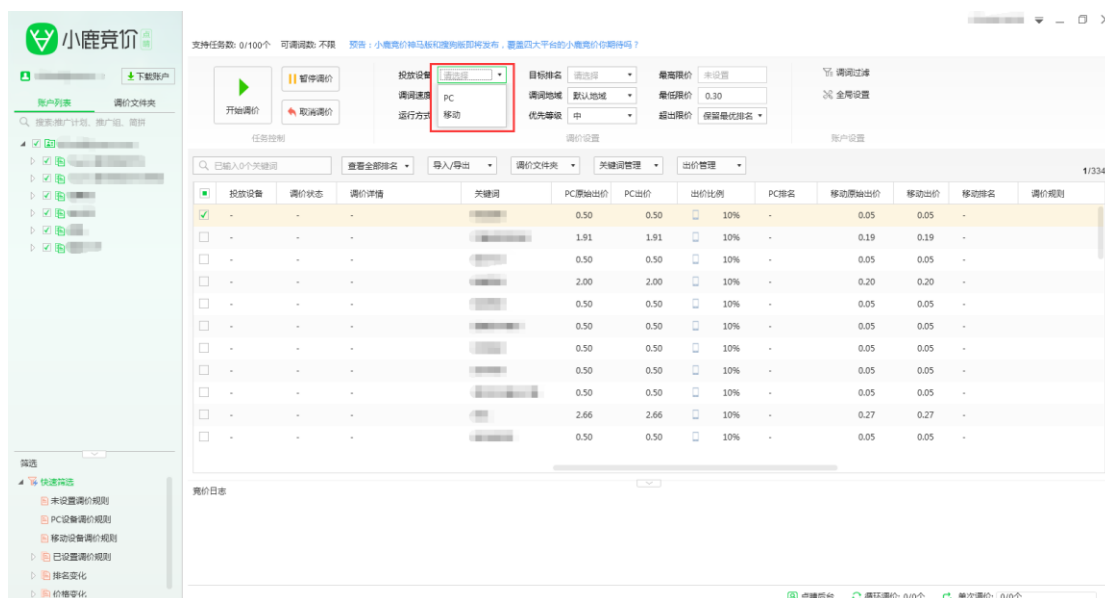 小鹿竞价
支持任务数: 0/100个 可调词数: 不限 预告：小鹿竞价神马版和搜狗版即将发布，覆盖四大平台的小鹿竞价你期待吗？
下载账户
账户列表 调价文件夹
搜索:推广计划、推广组、简拼
开始调价 暂停调价 取消调价
任务控制
投放设备 请选择 目标排名 请选择 最高限价 未设置
调词速度 调词地域 默认地域 最低限价 0.30
运行方式 优先等级 中 超出限价 保留最优排名
PC
移动
调价设置
调词过滤
全局设置
账户设置
已输入0个关键词 查看全部排名 导入/导出 调价文件夹 关键词管理 出价管理
1/334
投放设备 调价状态 调价详情 关键词 PC原始出价 PC出价 出价比例 PC排名 移动原始出价 移动出价 移动排名 调价规则
- - - 0.50 0.50 10% - 0.05 0.05 -
- - - 1.91 1.91 10% - 0.19 0.19 -
- - - 0.50 0.50 10% - 0.05 0.05 -
- - - 2.00 2.00 10% - 0.20 0.20 -
- - - 0.50 0.50 10% - 0.05 0.05 -
- - - 0.50 0.50 10% - 0.05 0.05 -
- - - 0.50 0.50 10% - 0.05 0.05 -
- - - 0.50 0.50 10% - 0.05 0.05 -
- - - 0.50 0.50 10% - 0.05 0.05 -
- - - 2.66 2.66 10% - 0.27 0.27 -
- - - 0.50 0.50 10% - 0.05 0.05 -
筛选
快速筛选
未设置调价规则
PC设备调价规则
移动设备调价规则
已设置调价规则
排名变化
价格变化
竞价日志
点睛后台 循环调价: 0/0个 单次调价: 0/0个